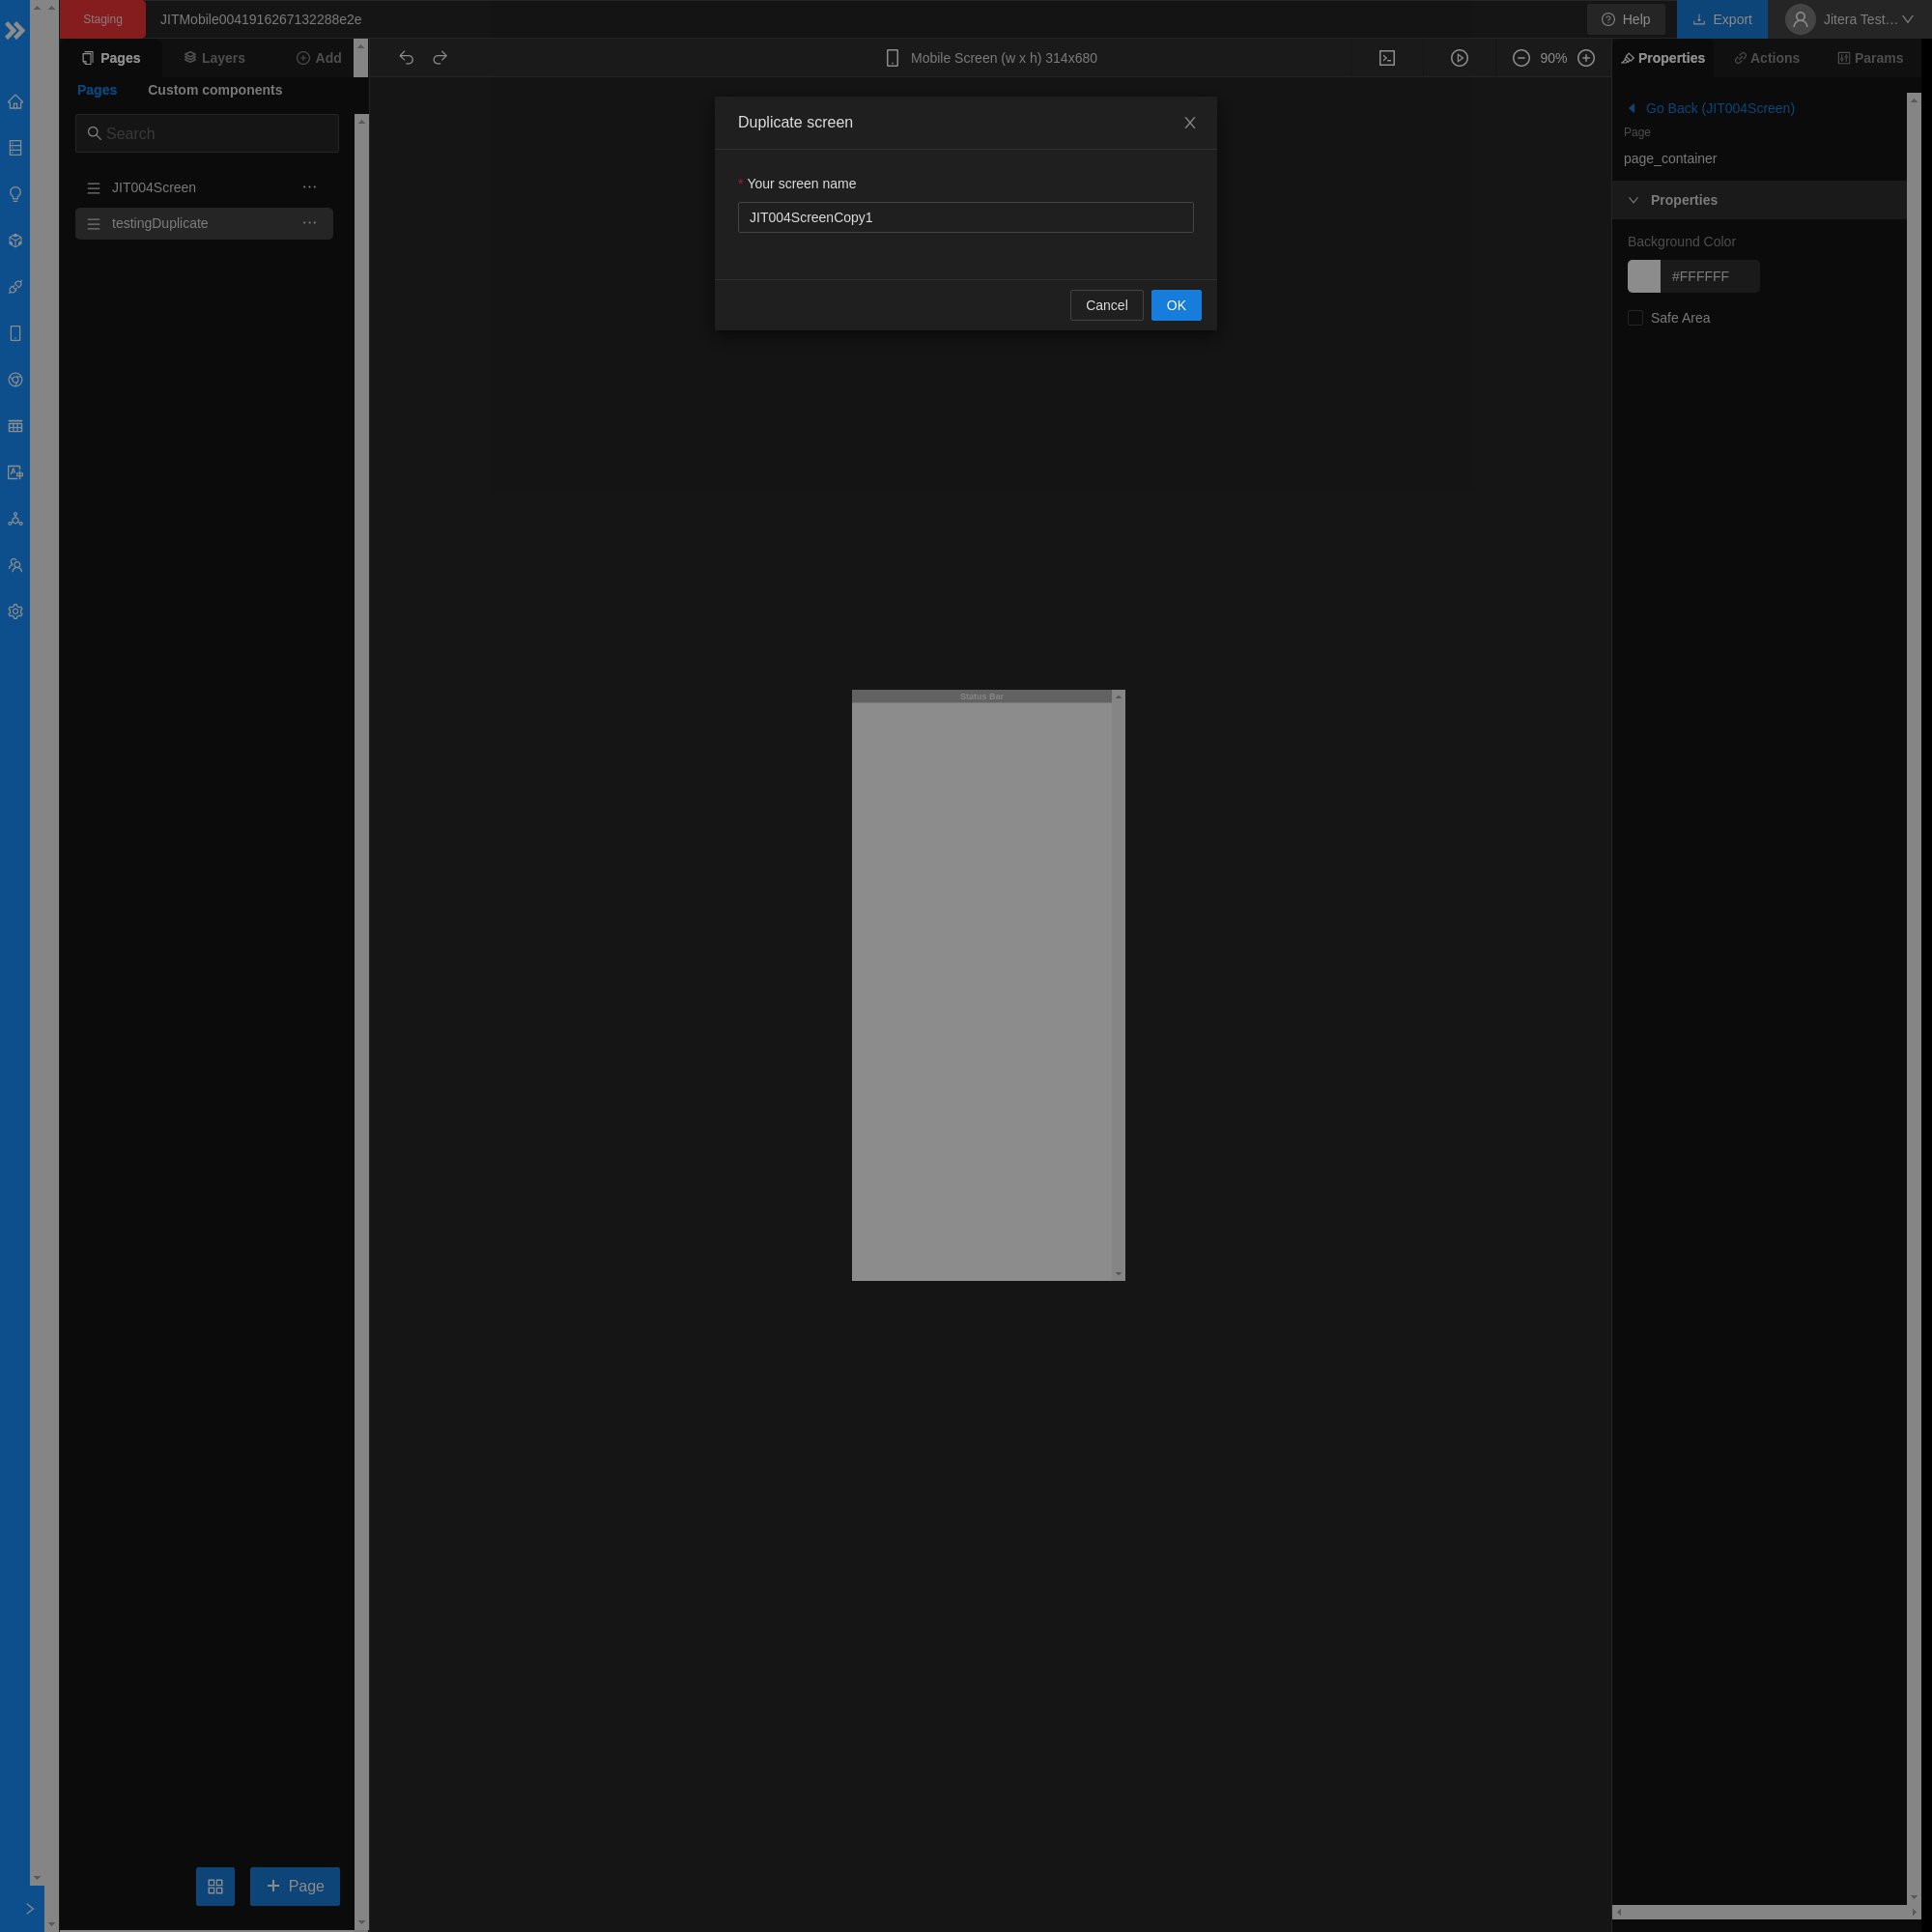 Staging
JITMobile0041916267132288e2e
Help
Export
Jitera Test...
Pages
Layers
Add
Mobile Screen (w x h) 314x680
90%
Properties
Actions
Params
Pages
Custom components
Search
JIT004Screen
testingDuplicate
Duplicate screen
* Your screen name
JIT004ScreenCopy1
Cancel
OK
Go Back (JIT004Screen)
Page
page_container
Properties
Background Color
#FFFFFF
Safe Area
Status Bar
Page